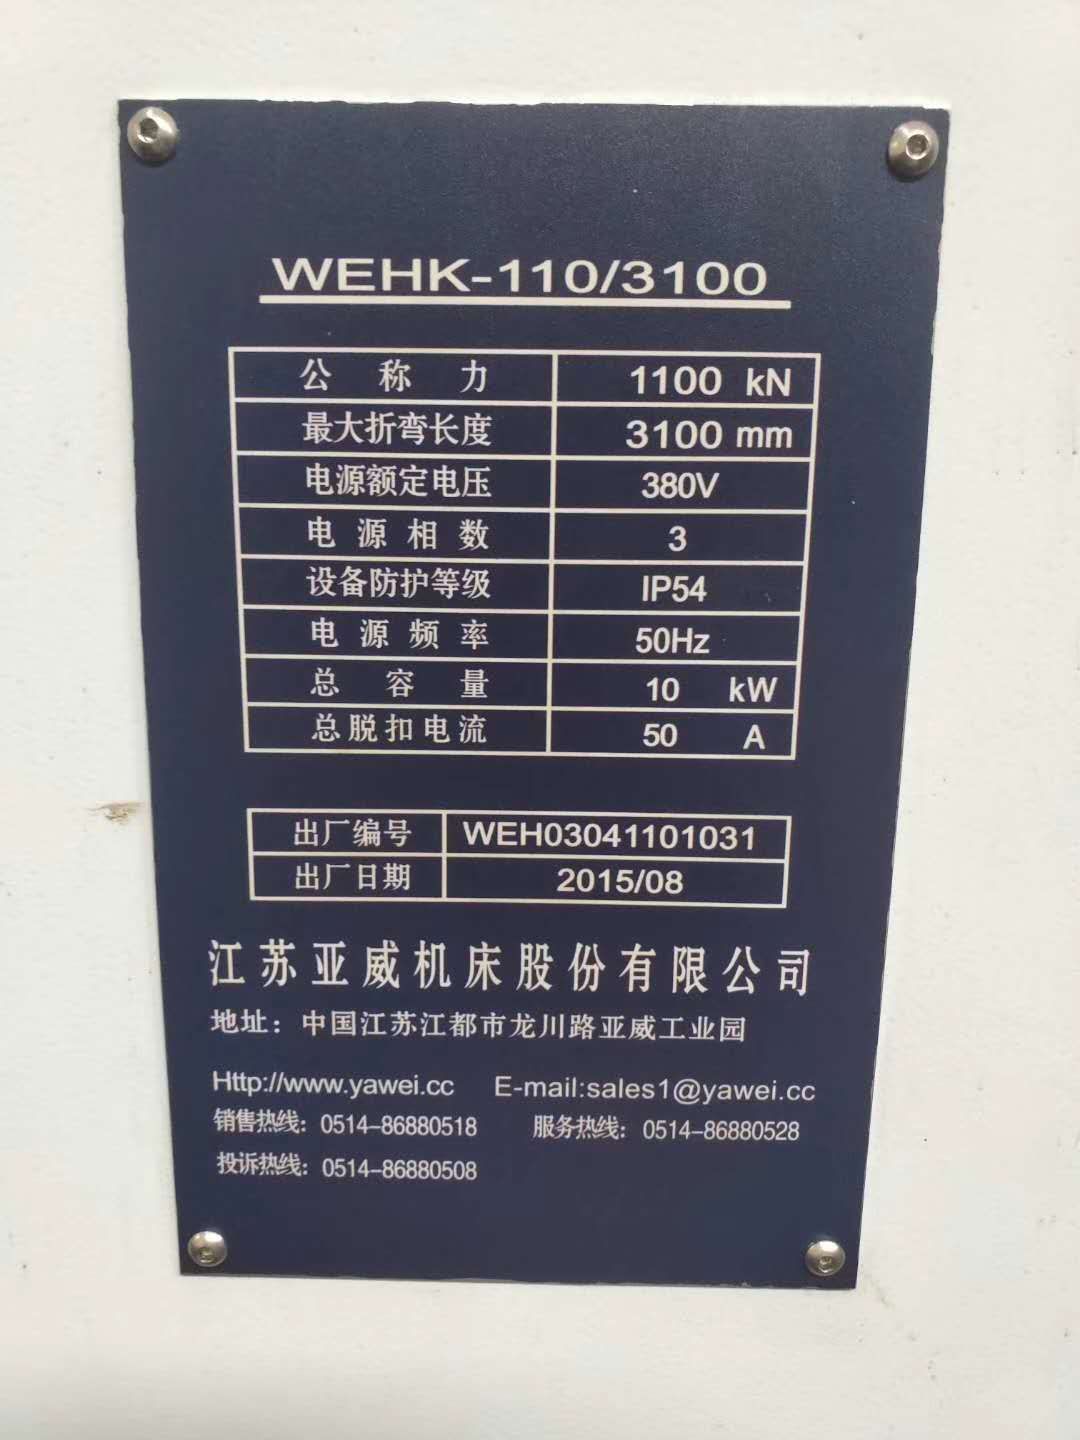 WEHK-110/3100
公称力 1100 kN
最大折弯长度 3100 mm
电源额定电压 380V
电源相数 3
设备防护等级 IP54
电源频率 50Hz
总容量 10 kW
总脱扣电流 50 A
出厂编号 WEH03041101031
出厂日期 2015/08
江苏亚威机床股份有限公司
地址：中国江苏江都市龙川路亚威工业园
Http://www.yawei.cc E-mail:sales1@yawei.cc
销售热线：0514-86880518 服务热线：0514-86880528
投诉热线：0514-86880508